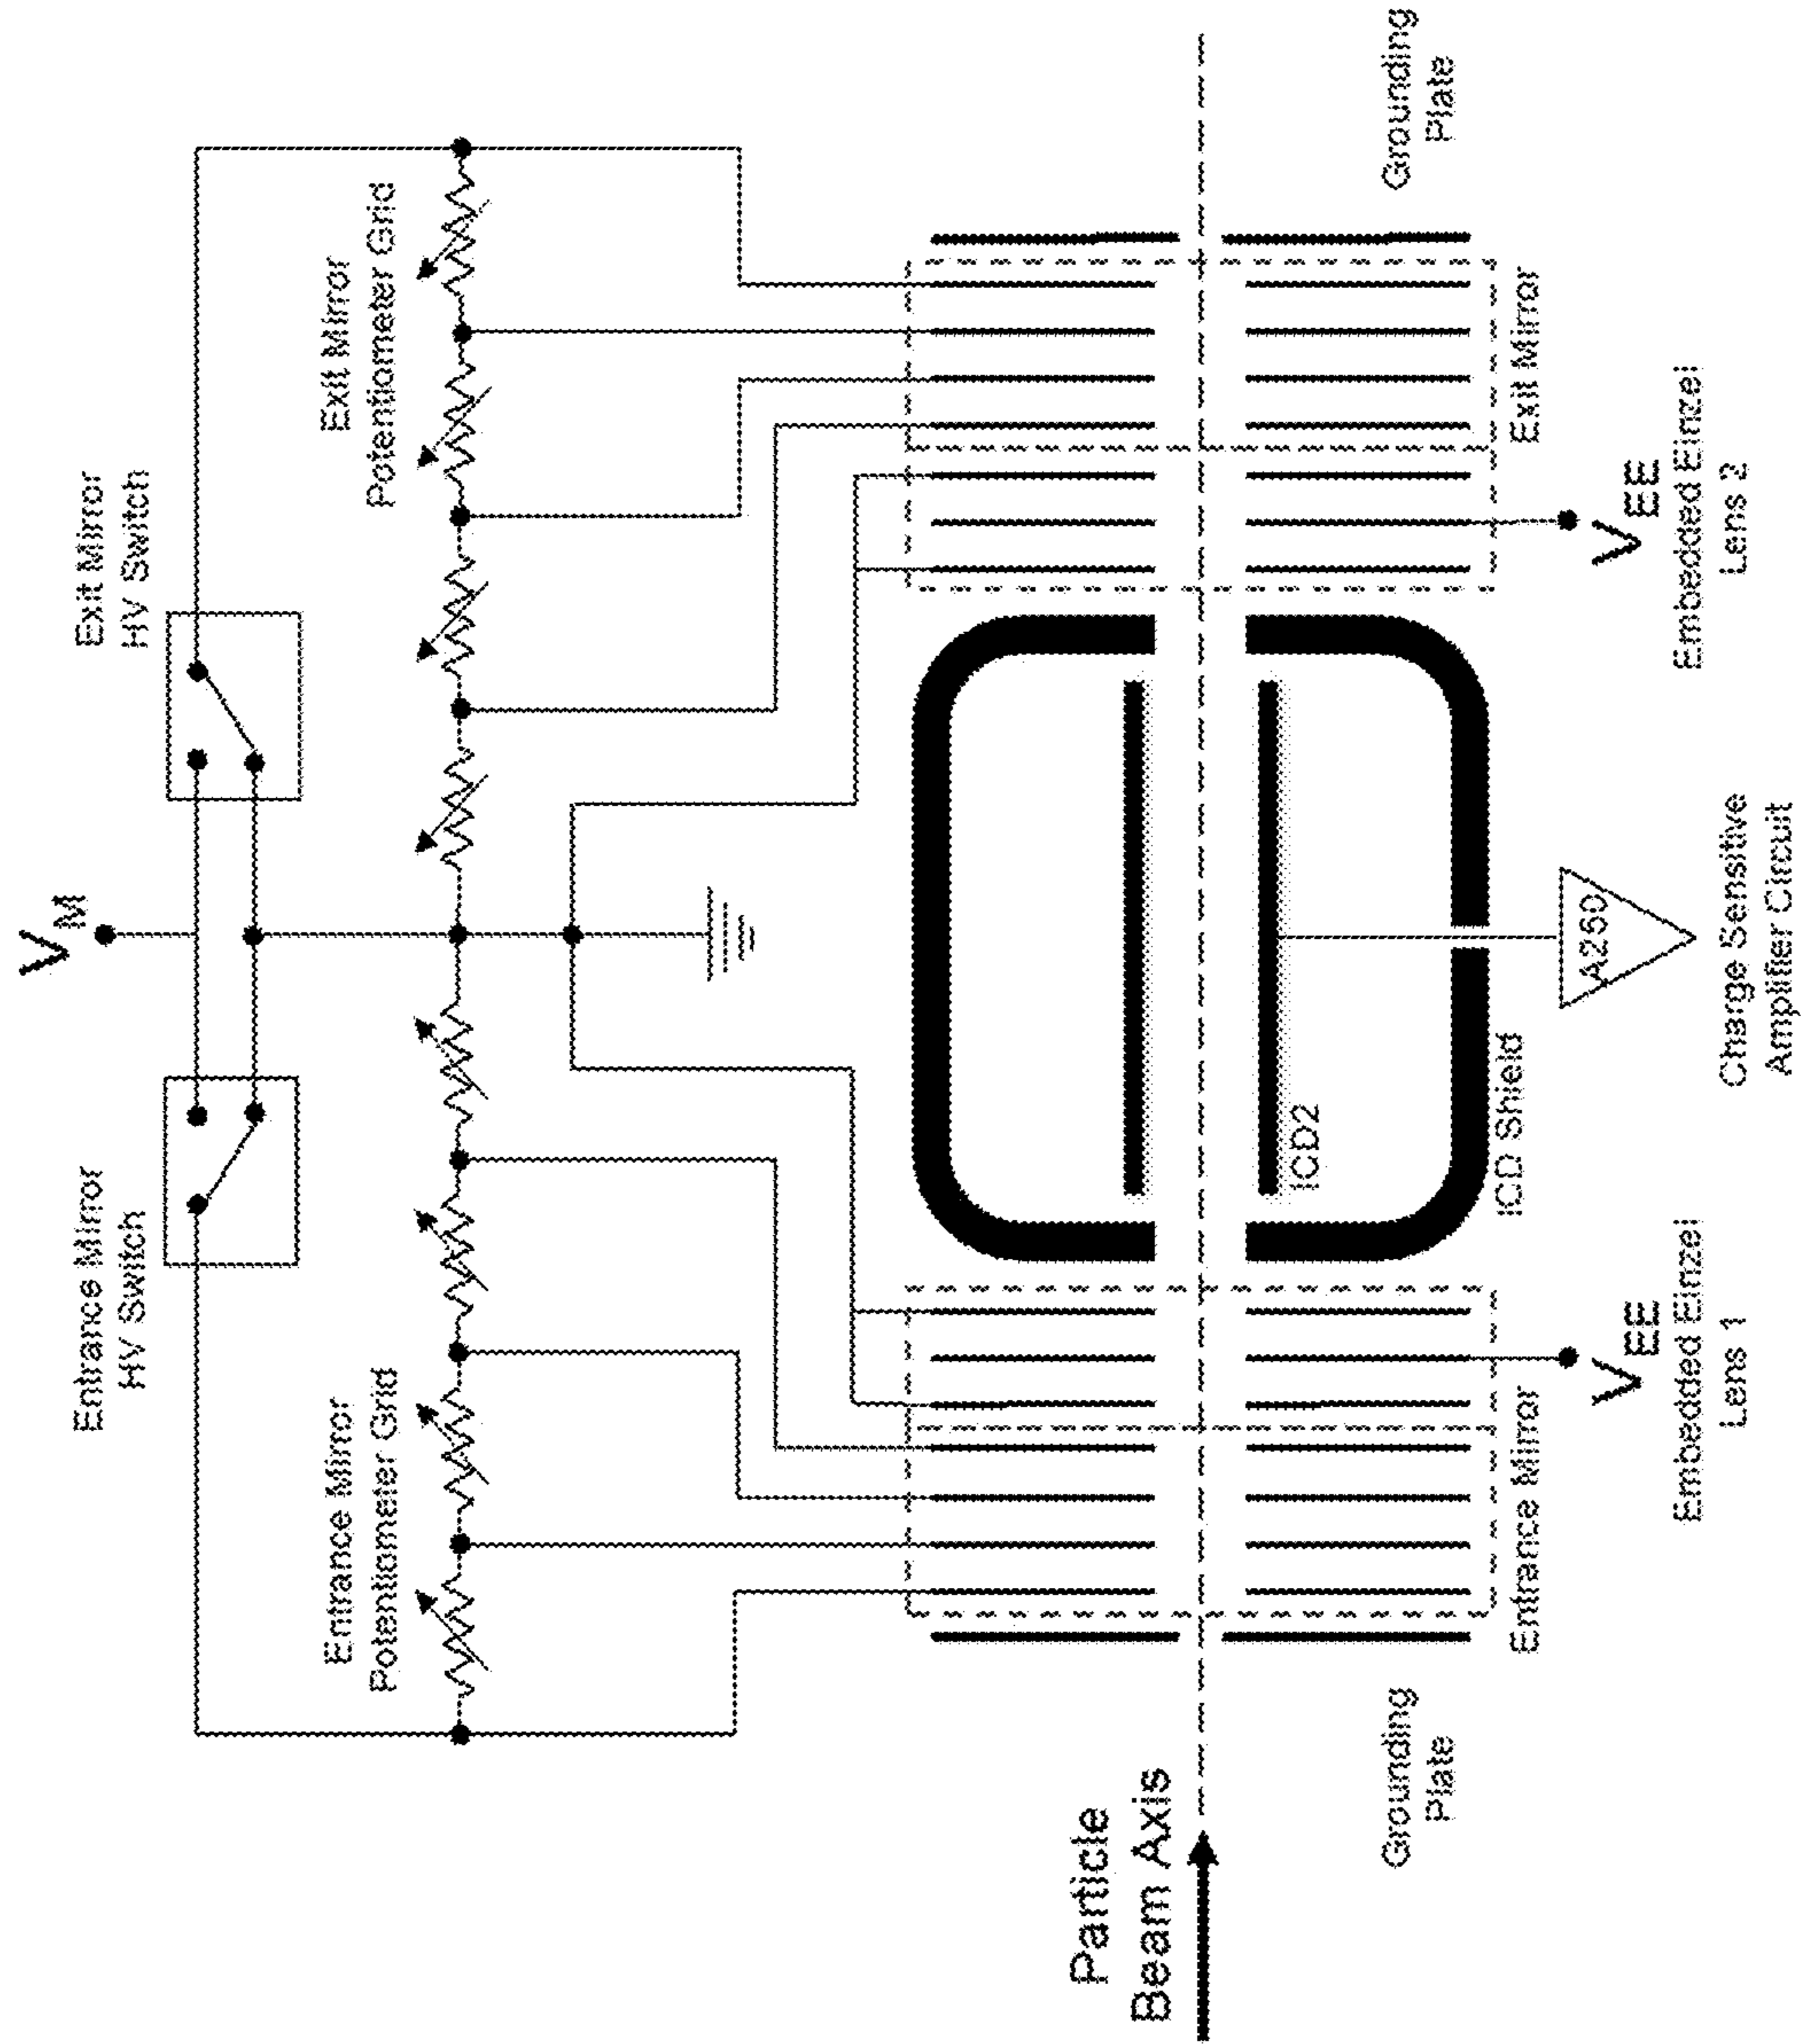 V_M
Entrance Mirror
HV Switch
Exit Mirror
HV Switch
Entrance Mirror
Potentiometer Grid
Exit Mirror
Potentiometer Grid
Particle
Beam Axis
ICD2
Grounding
Plate
Grounding
Plate
Entrance Mirror
ICD Shield
Exit Mirror
A250
V_EE
V_EE
Embedded Einzel
Lens 1
Charge Sensitive
Amplifier Circuit
Embedded Einzel
Lens 2